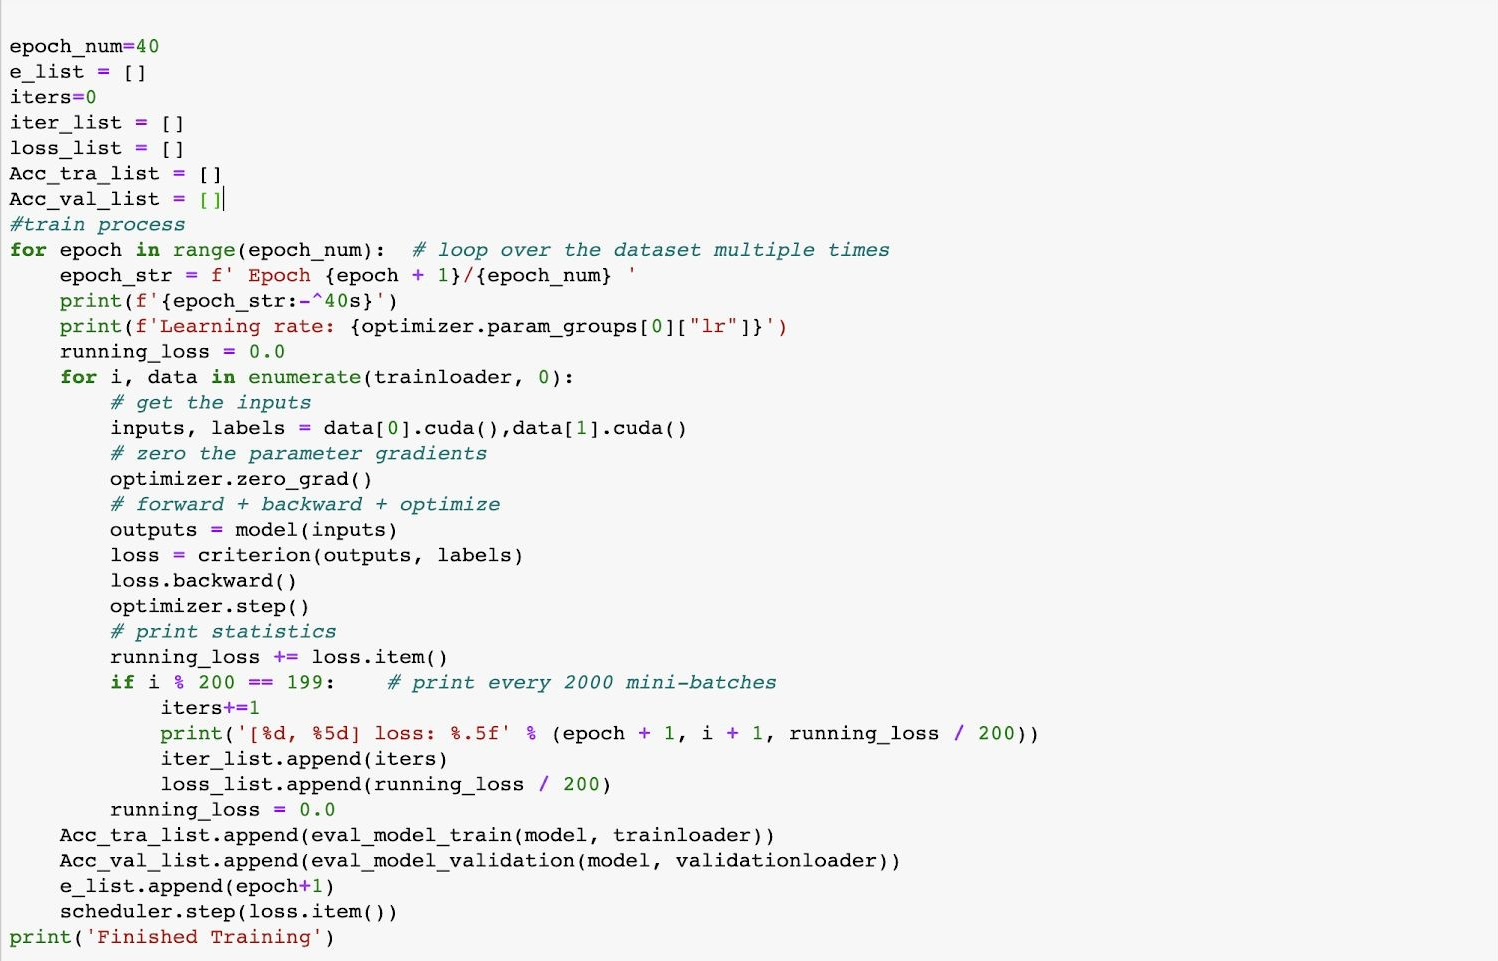 epoch_num=40
e_list = []
iters=0
iter_list = []
loss_list = []
Acc_tra_list = []
Acc_val_list = []
#train process
for epoch in range(epoch_num):  # loop over the dataset multiple times
    epoch_str = f' Epoch {epoch + 1}/{epoch_num} '
    print(f'{epoch_str:-^40s}')
    print(f'Learning rate: {optimizer.param_groups[0]["lr"]}')
    running_loss = 0.0
    for i, data in enumerate(trainloader, 0):
        # get the inputs
        inputs, labels = data[0].cuda(),data[1].cuda()
        # zero the parameter gradients
        optimizer.zero_grad()
        # forward + backward + optimize
        outputs = model(inputs)
        loss = criterion(outputs, labels)
        loss.backward()
        optimizer.step()
        # print statistics
        running_loss += loss.item()
        if i % 200 == 199:    # print every 2000 mini-batches
            iters+=1
            print('[%d, %5d] loss: %.5f' % (epoch + 1, i + 1, running_loss / 200))
            iter_list.append(iters)
            loss_list.append(running_loss / 200)
        running_loss = 0.0
    Acc_tra_list.append(eval_model_train(model, trainloader))
    Acc_val_list.append(eval_model_validation(model, validationloader))
    e_list.append(epoch+1)
    scheduler.step(loss.item())
print('Finished Training')